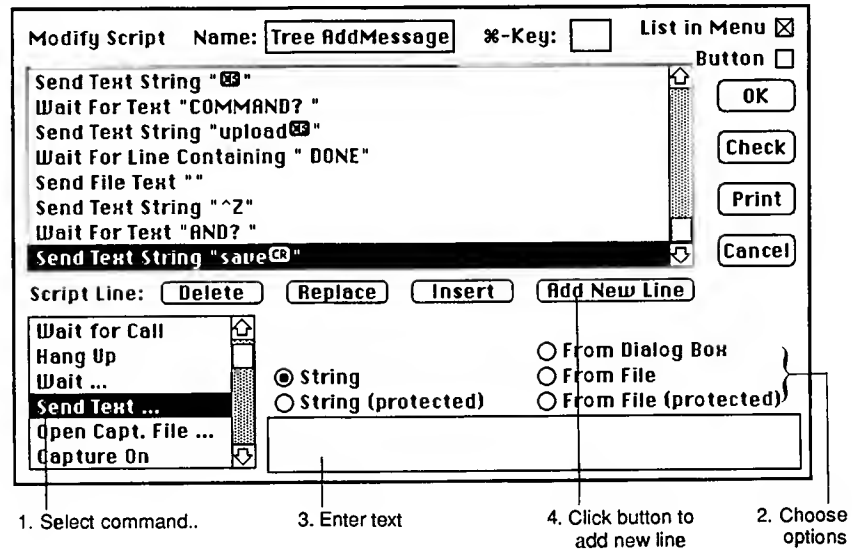 Modify Script Name: Tree AddMessage ⌘-Key: List in Menu
Button
Send Text String "CR"
Wait For Text "COMMAND? "
Send Text String "uploadCR"
Wait For Line Containing " DONE"
Send File Text ""
Send Text String "^Z"
Wait For Text "AND? "
Send Text String "saveCR"
OK
Check
Print
Cancel
Script Line: Delete Replace Insert Add New Line
Wait for Call
Hang Up
Wait ...
Send Text ...
Open Capt. File ...
Capture On
String
String (protected)
From Dialog Box
From File
From File (protected)
1. Select command..
3. Enter text
4. Click button to
add new line
2. Choose
options